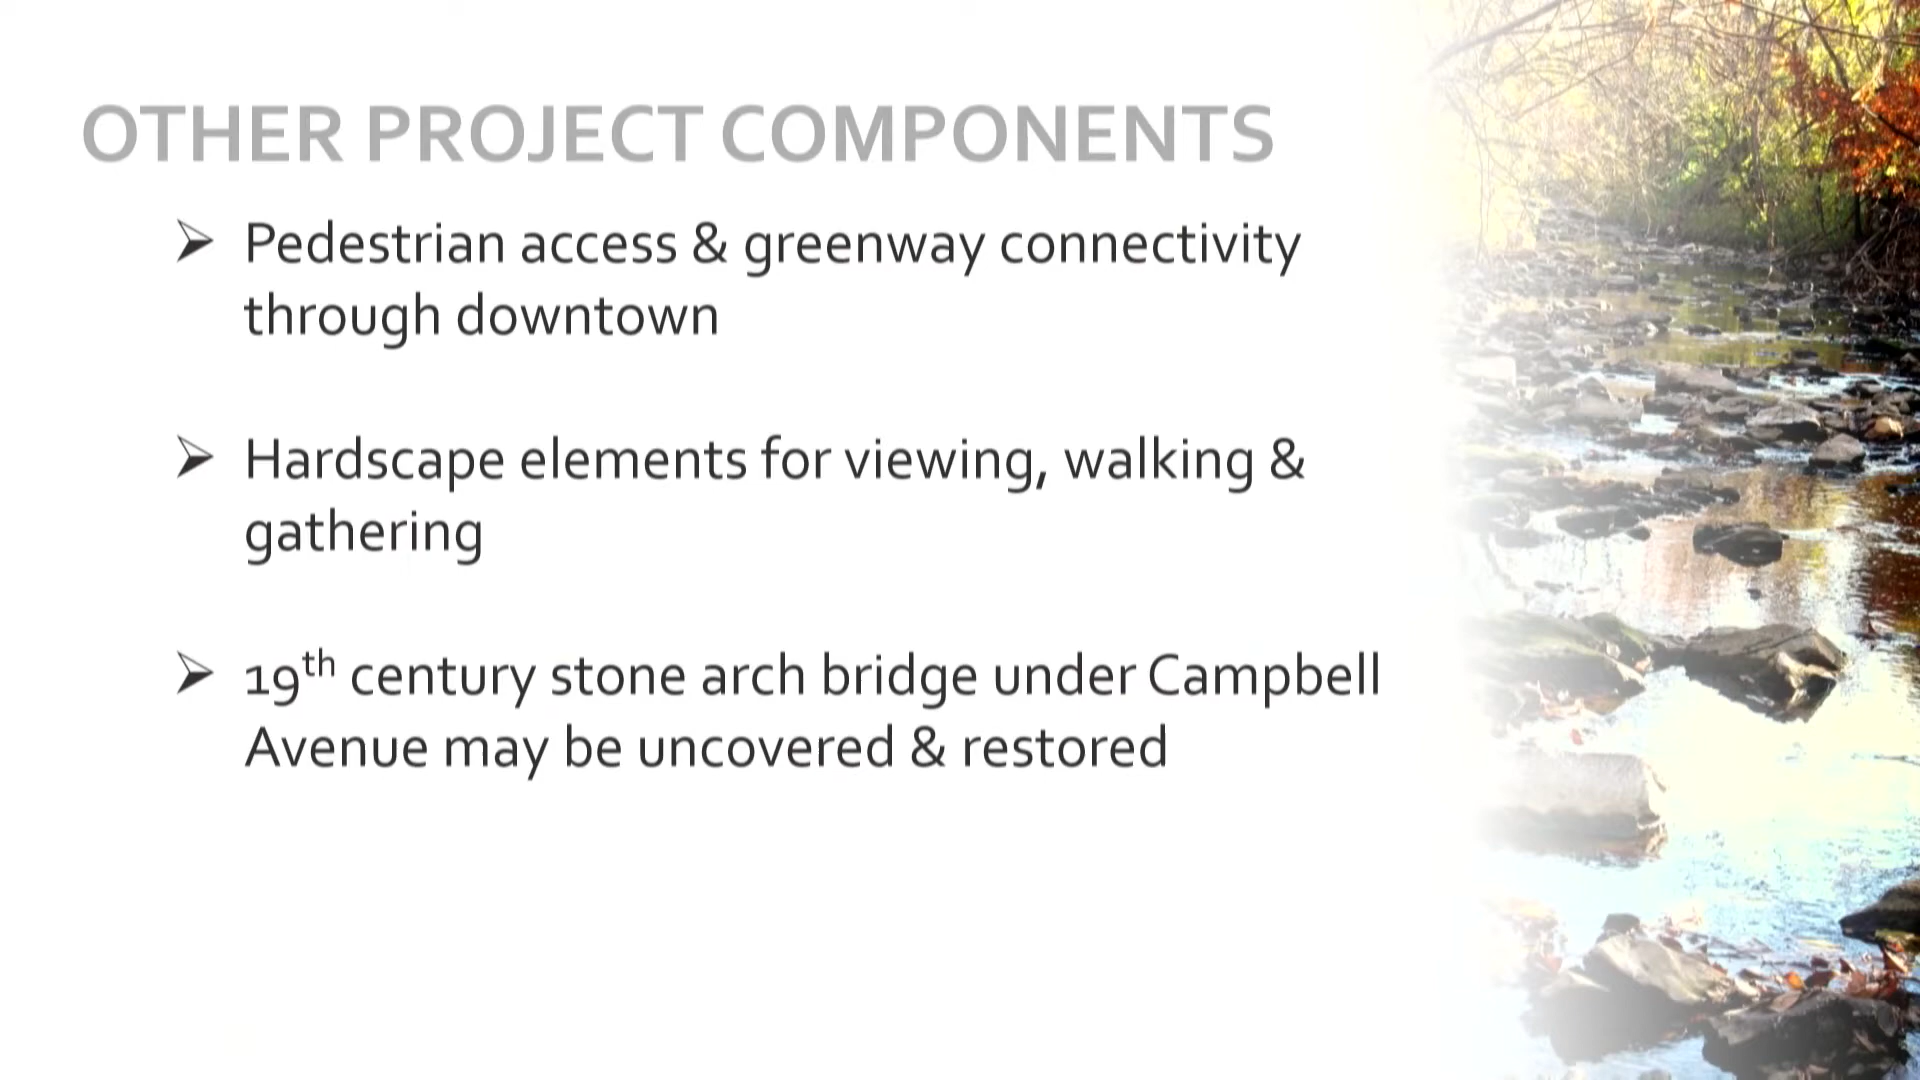 OTHER PROJECT COMPONENTS
➢ Pedestrian access & greenway connectivity
through downtown
➢ Hardscape elements for viewing, walking &
gathering
➢ 19th century stone arch bridge under Campbell
Avenue may be uncovered & restored